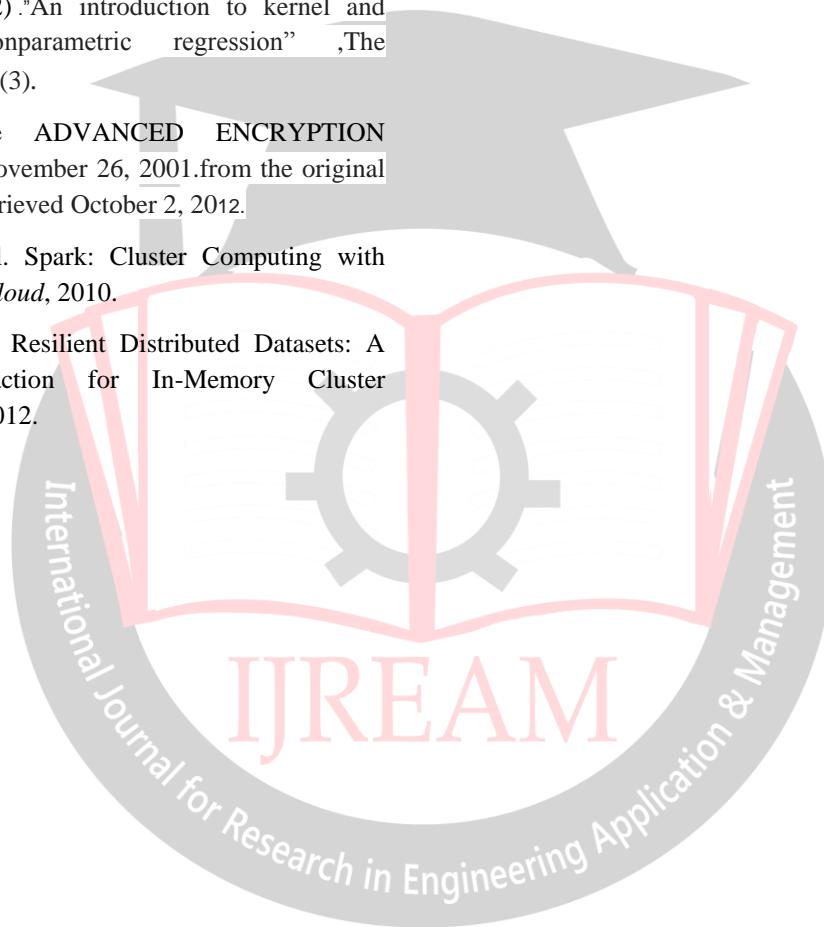 2) ."An introduction to kernel and
onparametric regression” ,The
(3).
e ADVANCED ENCRYPTION
ovember 26, 2001.from the original
rieved October 2, 2012.
l. Spark: Cluster Computing with
loud, 2010.
Resilient Distributed Datasets: A
ction for In-Memory Cluster
012.
IJREAM
International Journal for Research in Engineering Application & Management